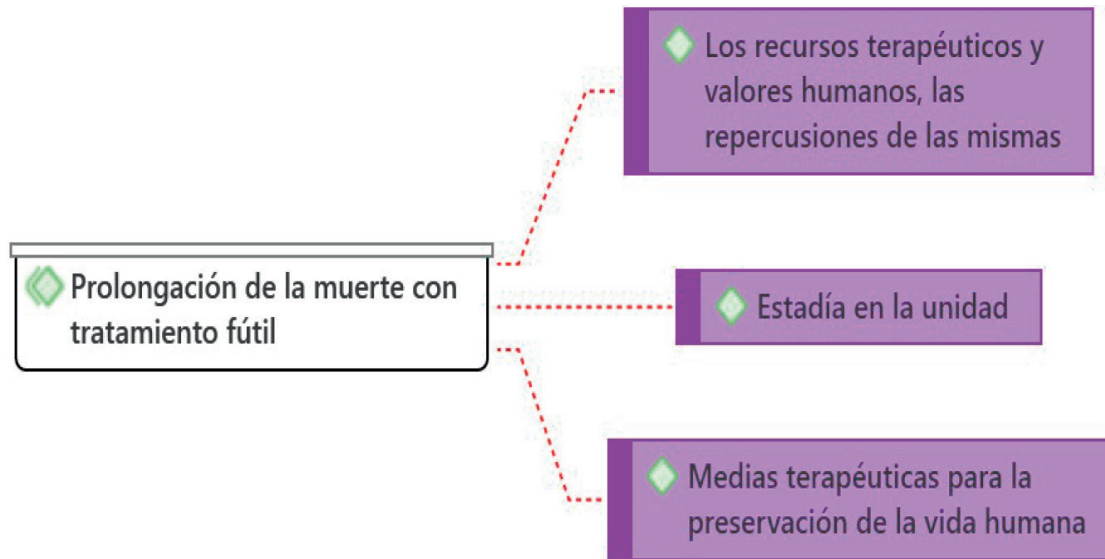 Los recursos terapéuticos y
valores humanos, las
repercusiones de las mismas
Prolongación de la muerte con
tratamiento fútil
Estadía en la unidad
Medias terapéuticas para la
preservación de la vida humana